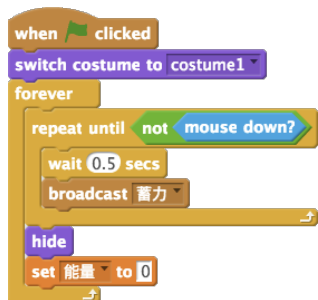 when clicked
switch costume to costume1
forever
repeat until not mouse down?
wait 0.5 secs
broadcast 蓄力
hide
set 能量 to 0